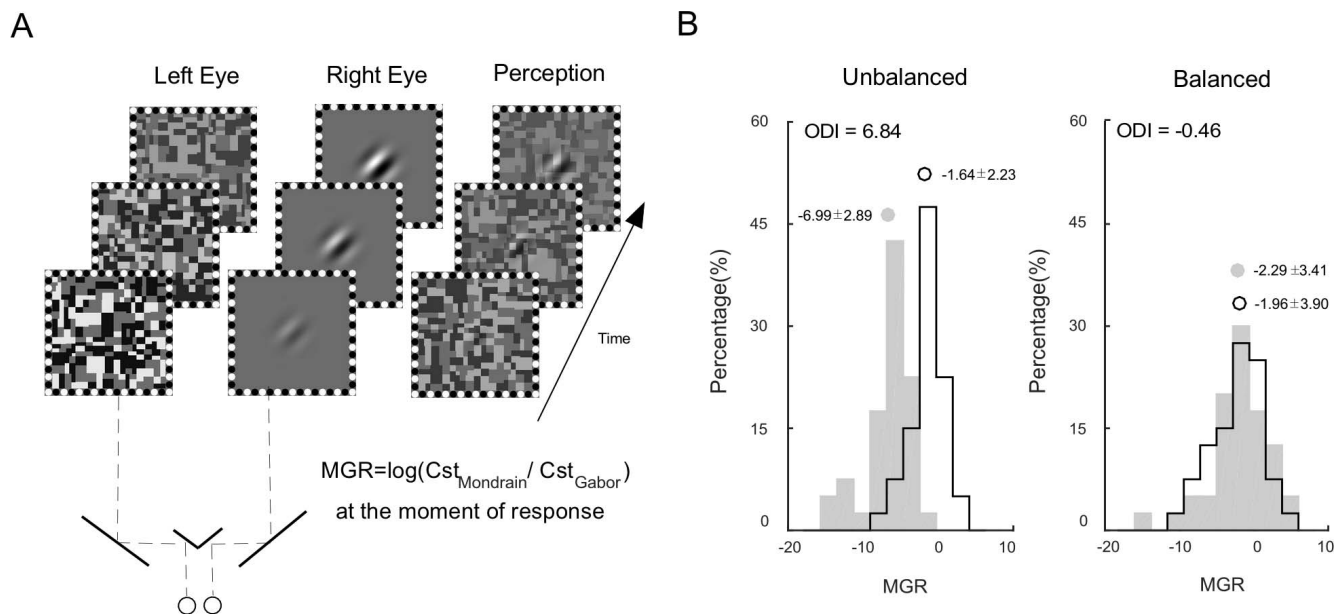 A
Left Eye
Right Eye
Perception
Time
MGR=log(Cst_Mondrain/ Cst_Gabor)
at the moment of response
B
Unbalanced
ODI = 6.84
-1.64±2.23
-6.99±2.89
Percentage(%)
60
45
30
15
0
-20
-10
0
10
MGR
Balanced
ODI = -0.46
-2.29 ±3.41
-1.96±3.90
Percentage(%)
60
45
30
15
0
-20
-10
0
10
MGR